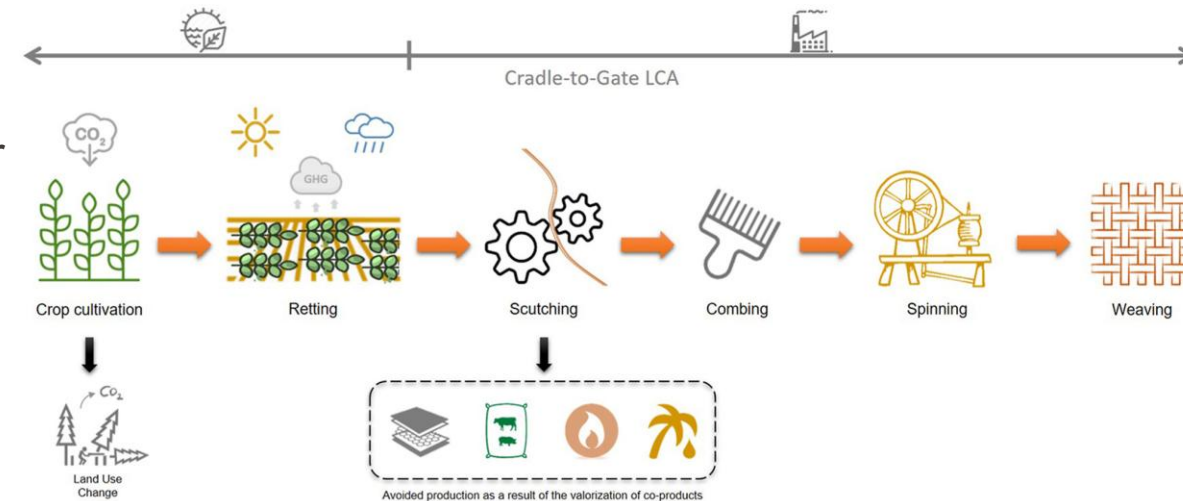 Cradle-to-Gate LCA
CO2
GHG
Crop cultivation
Retting
Scutching
Combing
Spinning
Weaving
CO2
Land Use
Change
Avoided production as a result of the valorization of co-products